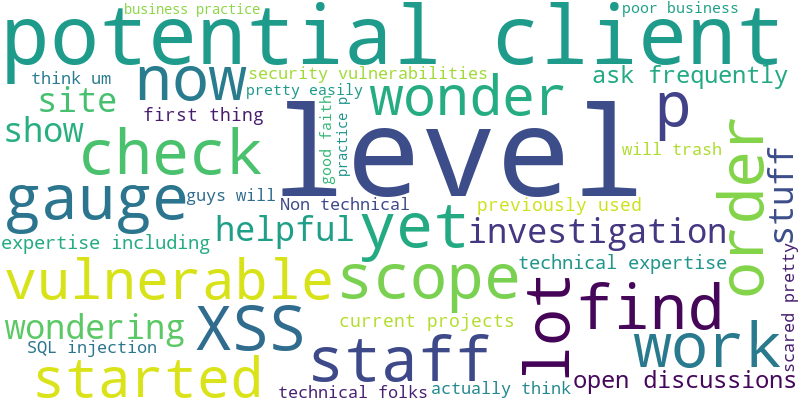 business practice
poor business
potential client
think um
now
security vulnerabilities
ask frequently
pretty easily
wonder
site
first thing
show
check
level
good faith
practice p
p
will trash
order
stuff
gauge
guys will
Non technical
previously used
helpful
yet
investigation
expertise including
technical expertise
vulnerable
scope
scared pretty
XSS
lot
find
wondering
current projects
SQL injection
staff
work
started
open discussions
technical folks
actually think